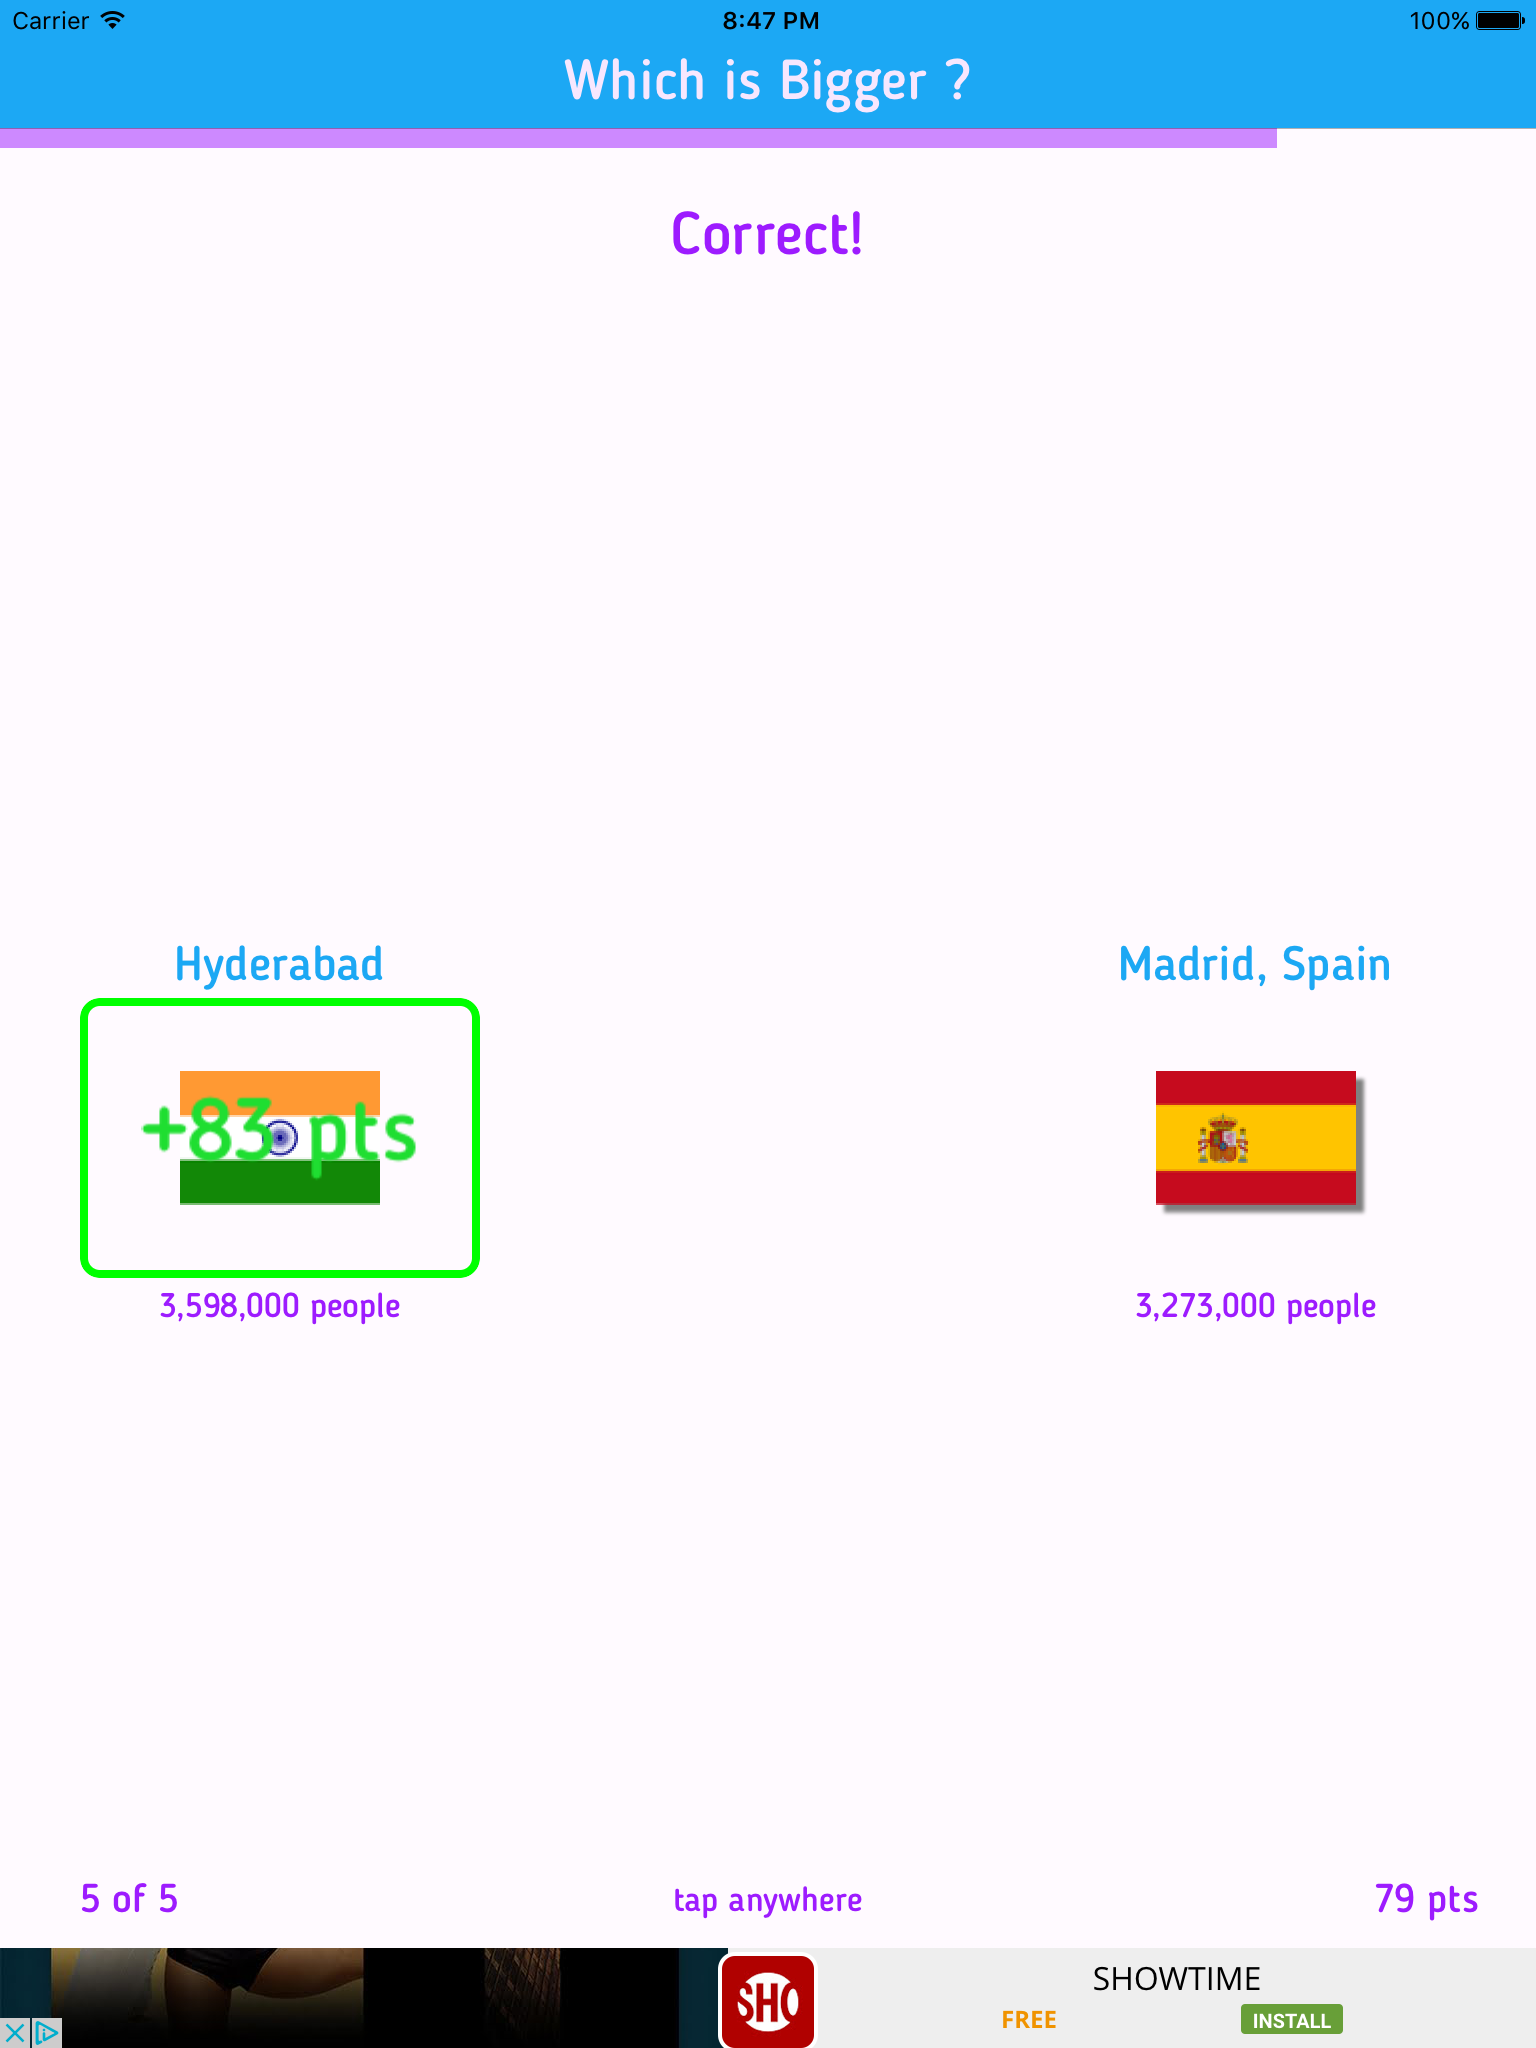 Carrier 8:47 PM 100%
Which is Bigger ?
Correct!
Hyderabad
Madrid, Spain
+83 pts
3,598,000 people
3,273,000 people
5 of 5
tap anywhere
79 pts
SHO
SHOWTIME
FREE
INSTALL